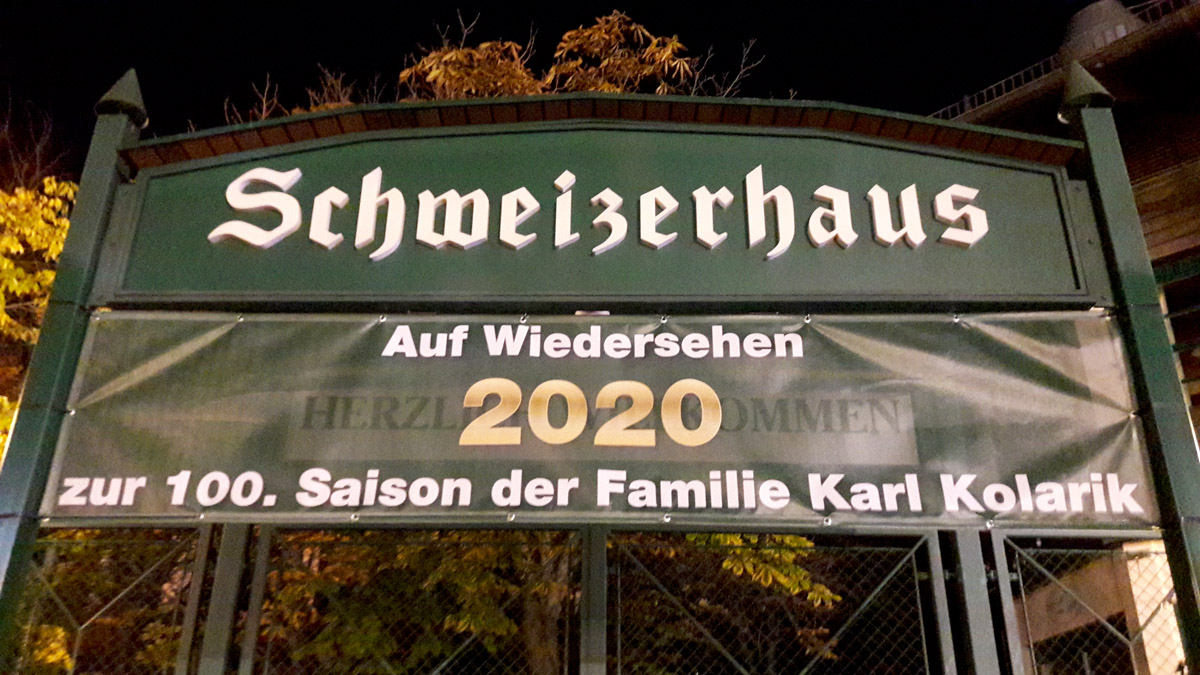 Schweizerhaus
Auf Wiedersehen
2020
zur 100. Saison der Familie Karl Kolarik